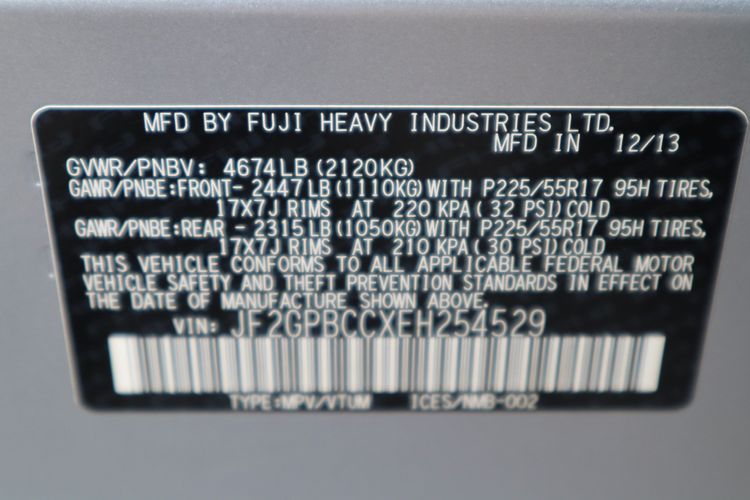 MFD BY FUJI HEAVY INDUSTRIES LTD.
MFD IN 12/13
GVWR/PNBV: 4674LB (2120KG)
GAWR/PNBE:FRONT- 2447LB (1110KG) WITH P225/55R17 95H TIRES,
17X7J RIMS AT 220 KPA ( 32 PSI) COLD
GAWR/PNBE:REAR - 2315LB (1050KG) WITH P225/55R17 95H TIRES,
17X7J RIMS AT 210 KPA ( 30 PSI) COLD
THIS VEHICLE CONFORMS TO ALL APPLICABLE FEDERAL MOTOR
VEHICLE SAFETY AND THEFT PREVENTION STANDARDS IN EFFECT ON
THE DATE OF MANUFACTURE SHOWN ABOVE.
VIN: JF2GPBCCXEH254529
TYPE:MPV/VTUM ICES/NMB-002